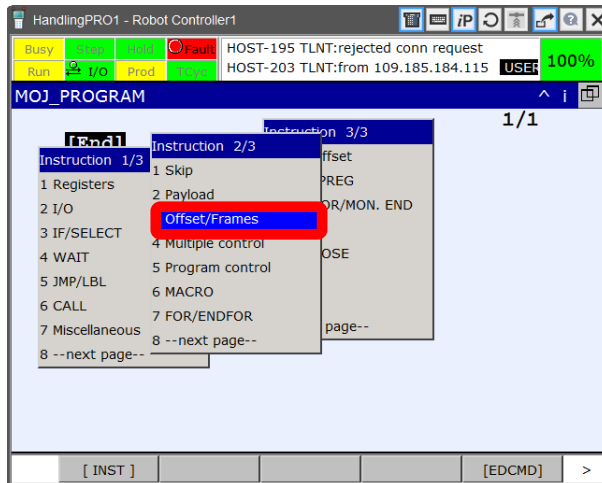 HandlingPRO1 - Robot Controller1
iP
Busy Step Hold Fault HOST-195 TLNT:rejected conn request
Run I/O Prod TCyc HOST-203 TLNT:from 109.185.184.115 USER 100%
MOJ_PROGRAM
1/1
[End]
Instruction 1/3
1 Registers
2 I/O
3 IF/SELECT
4 WAIT
5 JMP/LBL
6 CALL
7 Miscellaneous
8 --next page--
Instruction 2/3
1 Skip
2 Payload
Offset/Frames
4 Multiple control
5 Program control
6 MACRO
7 FOR/ENDFOR
8 --next page--
Instruction 3/3
ffset
PREG
OR/MON. END
OSE
page--
[ INST ] [EDCMD] >